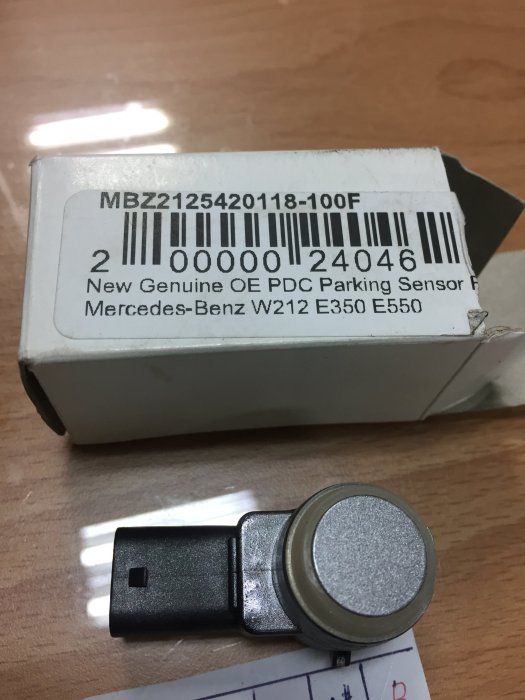 MBZ2125420118-100F
2 00000 24046
New Genuine OE PDC Parking Sensor
Mercedes-Benz W212 E350 E550